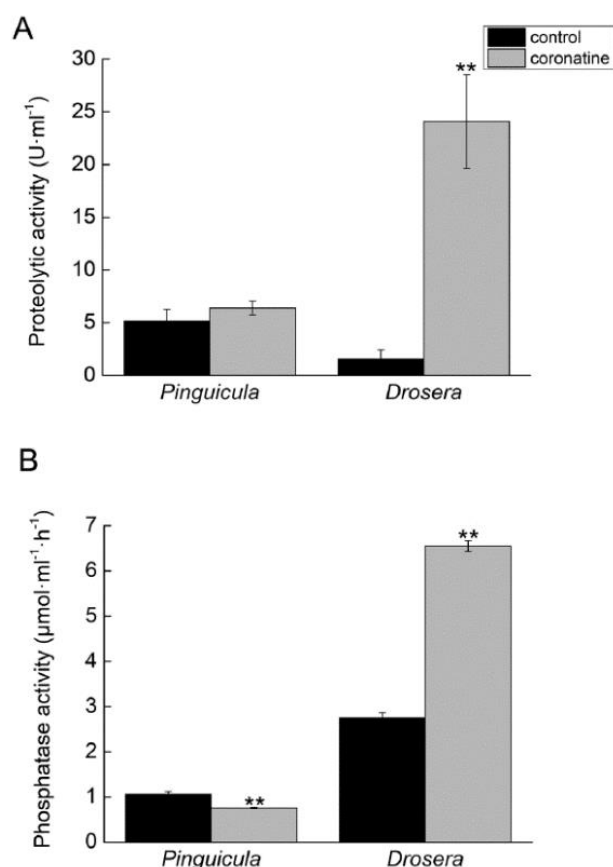 A
control
coronatine
**
30
25
20
15
10
5
0
Proteolytic activity (U·ml⁻¹)
Pinguicula
Drosera
B
**
7
6
5
4
3
2
1
0
Phosphatase activity (µmol·ml⁻¹·h⁻¹)
**
Pinguicula
Drosera